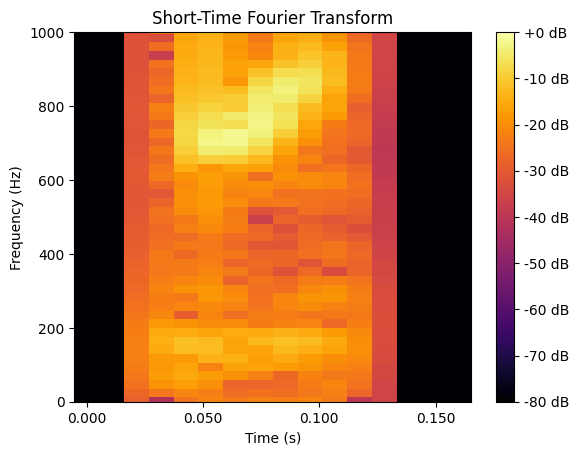 Short-Time Fourier Transform
1000
800
600
400
200
0
Frequency (Hz)
0.000
0.050
0.100
0.150
Time (s)
+0 dB
-10 dB
-20 dB
-30 dB
-40 dB
-50 dB
-60 dB
-70 dB
-80 dB